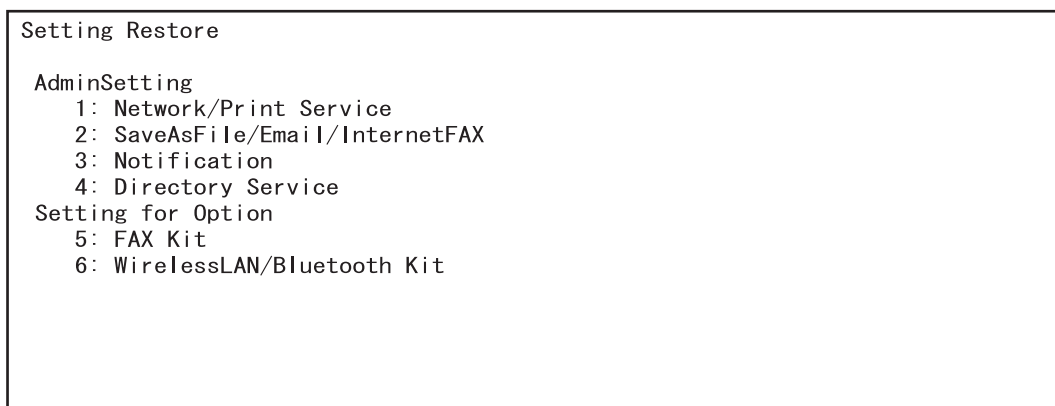 Setting Restore
AdminSetting
1: Network/Print Service
2: SaveAsFile/Email/InternetFAX
3: Notification
4: Directory Service
Setting for Option
5: FAX Kit
6: WirelessLAN/Bluetooth Kit